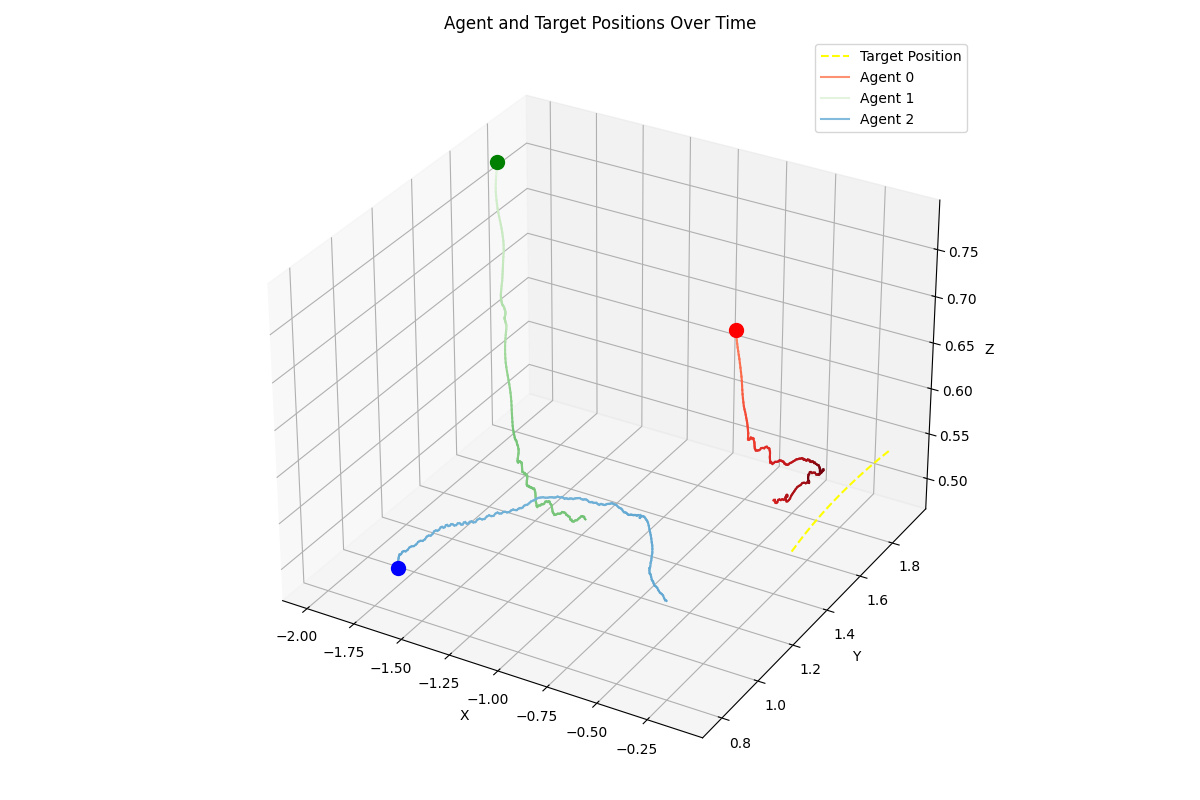 Agent and Target Positions Over Time
Target Position
Agent 0
Agent 1
Agent 2
0.75
0.70
0.65
0.60
0.55
0.50
Z
1.8
1.6
1.4
1.2
1.0
0.8
Y
−2.00
−1.75
−1.50
−1.25
−1.00
−0.75
−0.50
−0.25
X